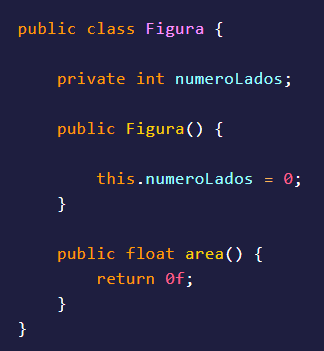 public class Figura {
private int numeroLados;
public Figura() {
this.numeroLados = 0;
}
public float area() {
return 0f;
}
}